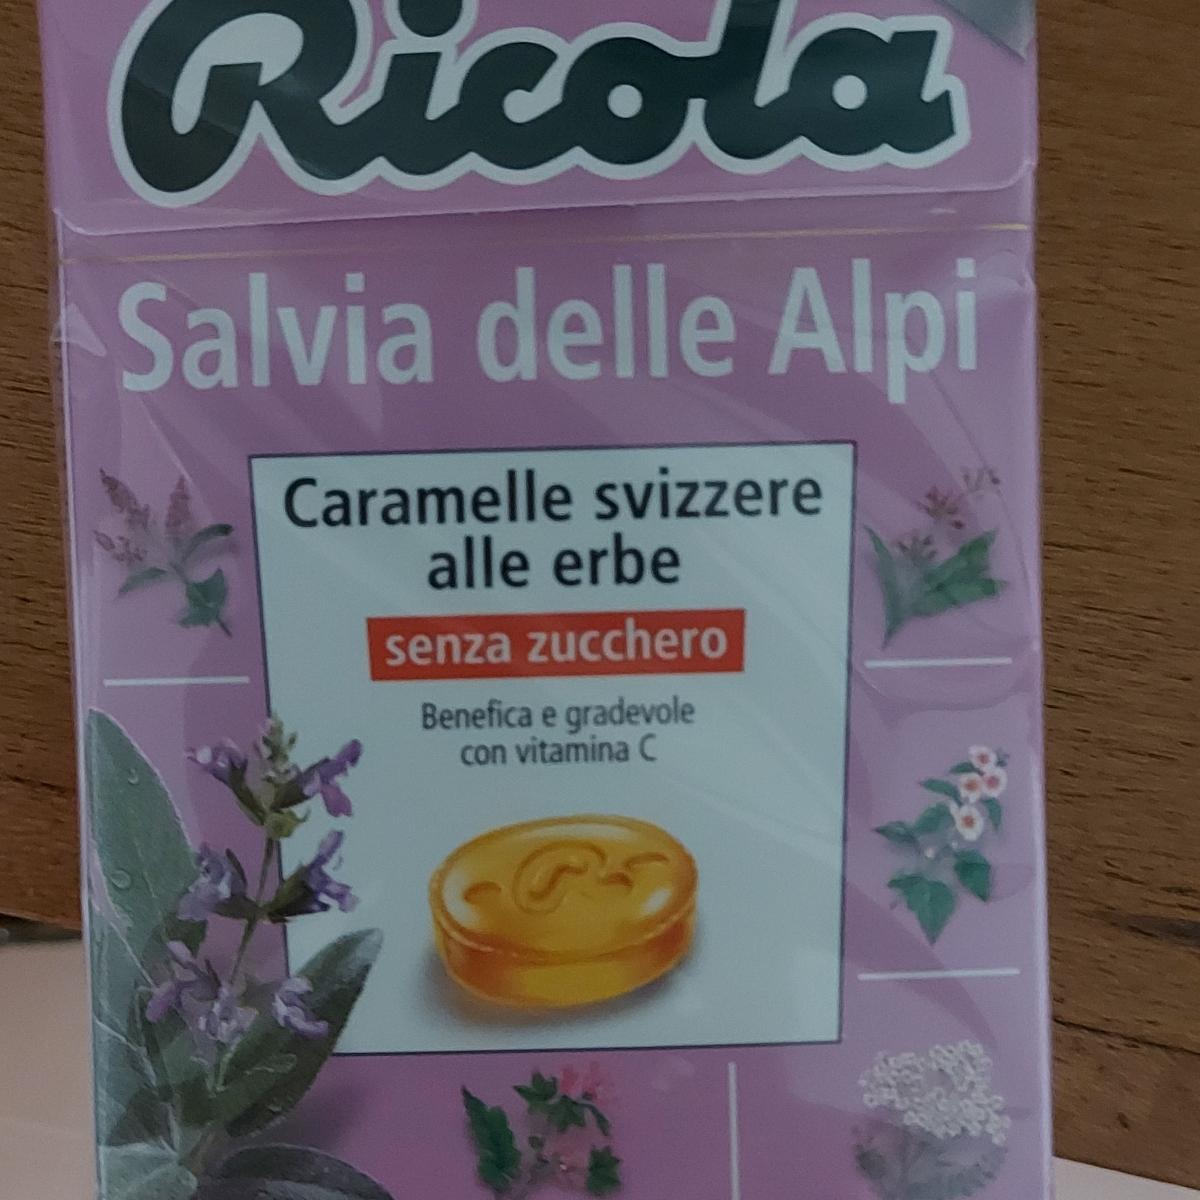 Ricola
Salvia delle Alpi
Caramelle svizzere
alle erbe
senza zucchero
Benefica e gradevole
con vitamina C